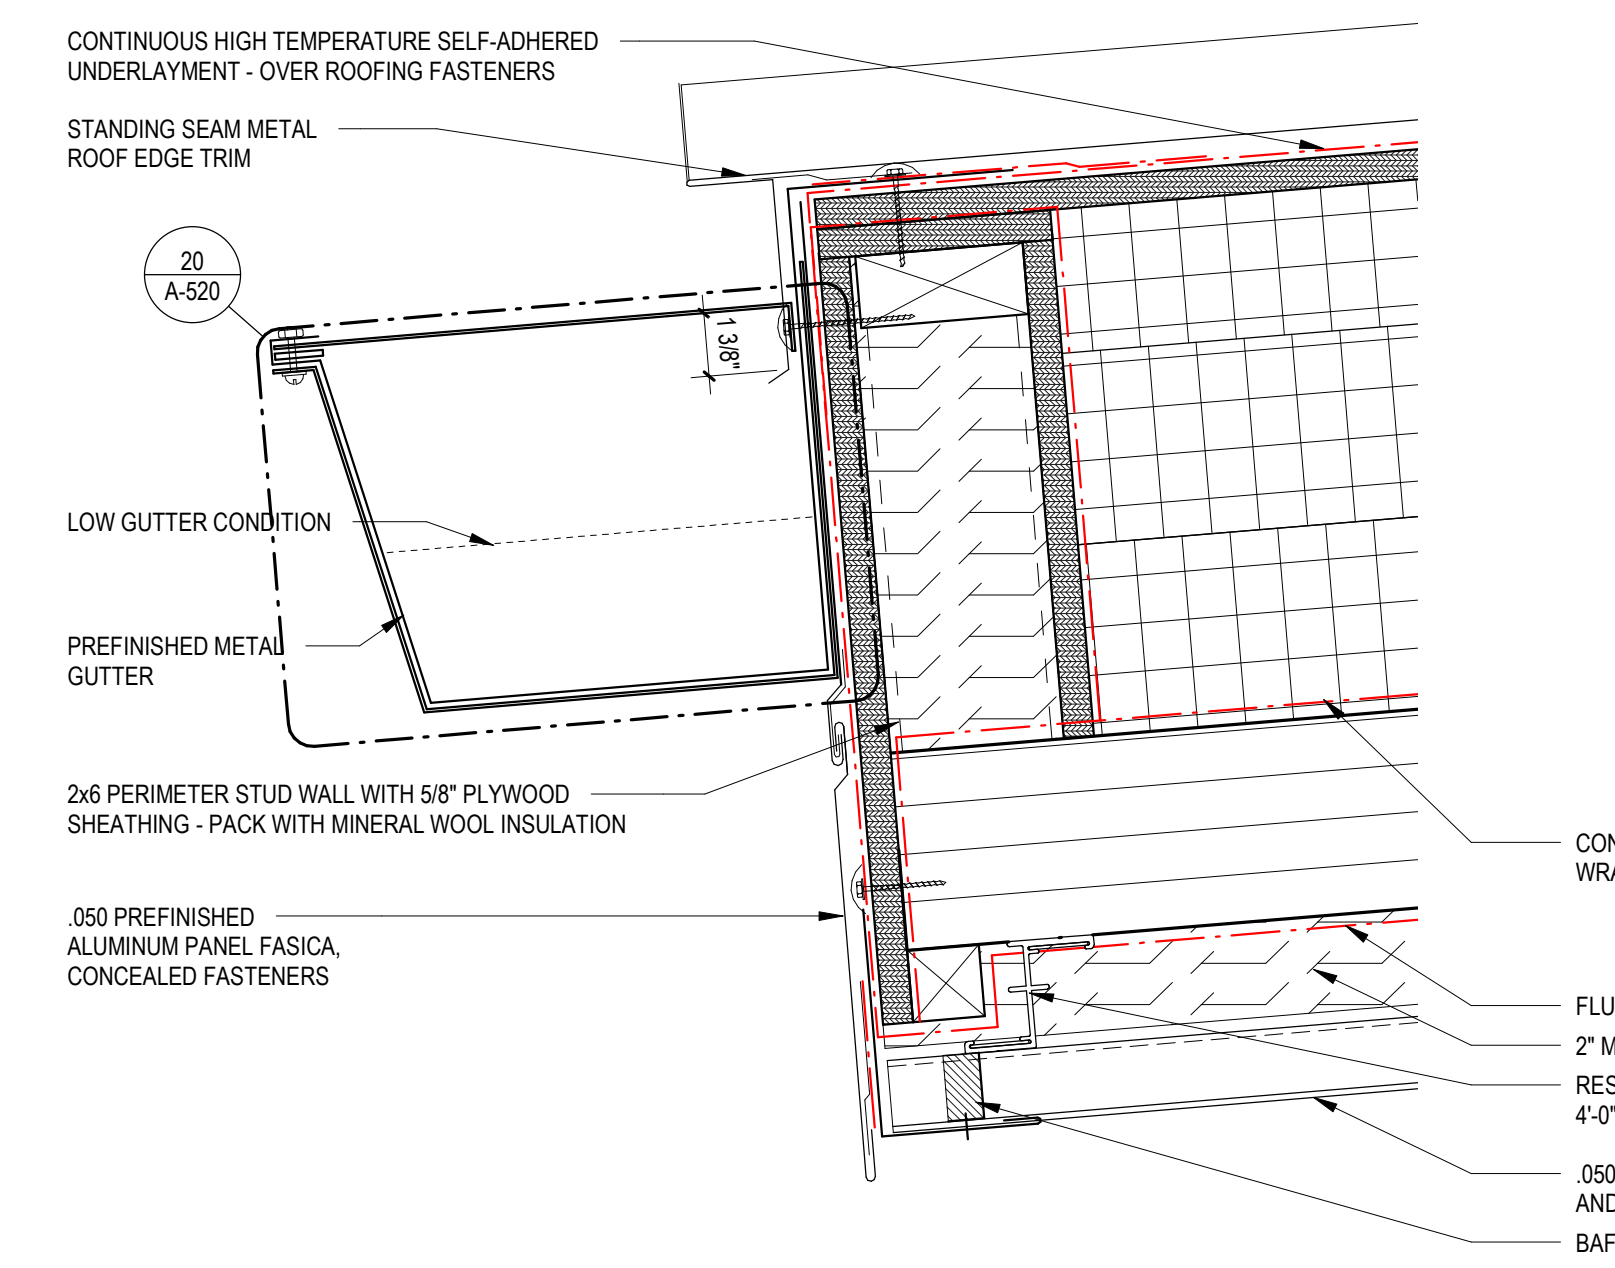 CONTINUOUS HIGH TEMPERATURE SELF-ADHERED
UNDERLAYMENT - OVER ROOFING FASTENERS
STANDING SEAM METAL
ROOF EDGE TRIM
20
A-520
1 3/8"
LOW GUTTER CONDITION
PREFINISHED METAL
GUTTER
2x6 PERIMETER STUD WALL WITH 5/8" PLYWOOD
SHEATHING - PACK WITH MINERAL WOOL INSULATION
.050 PREFINISHED
ALUMINUM PANEL FASICA,
CONCEALED FASTENERS
CON
WRA
FLU
2" M
RES
4'-0"
.050
AND
BAF